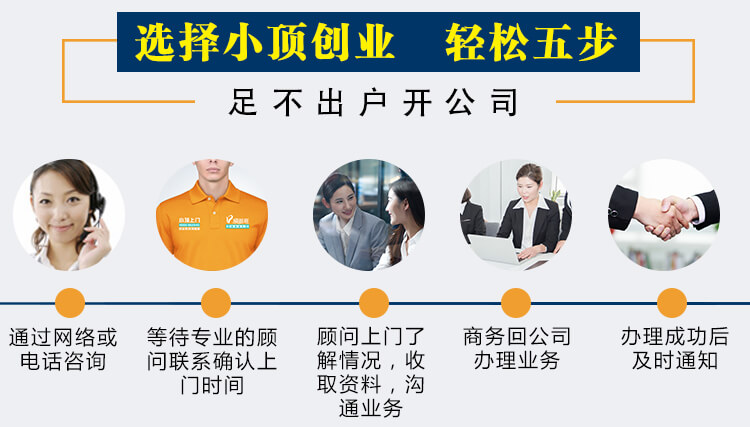 选择小顶创业 轻松五步
足不出户开公司
小顶上门
通过网络或
电话咨询
等待专业的顾
问联系确认上
门时间
顾问上门了
解情况，收
取资料，沟
通业务
商务回公司
办理业务
办理成功后
及时通知